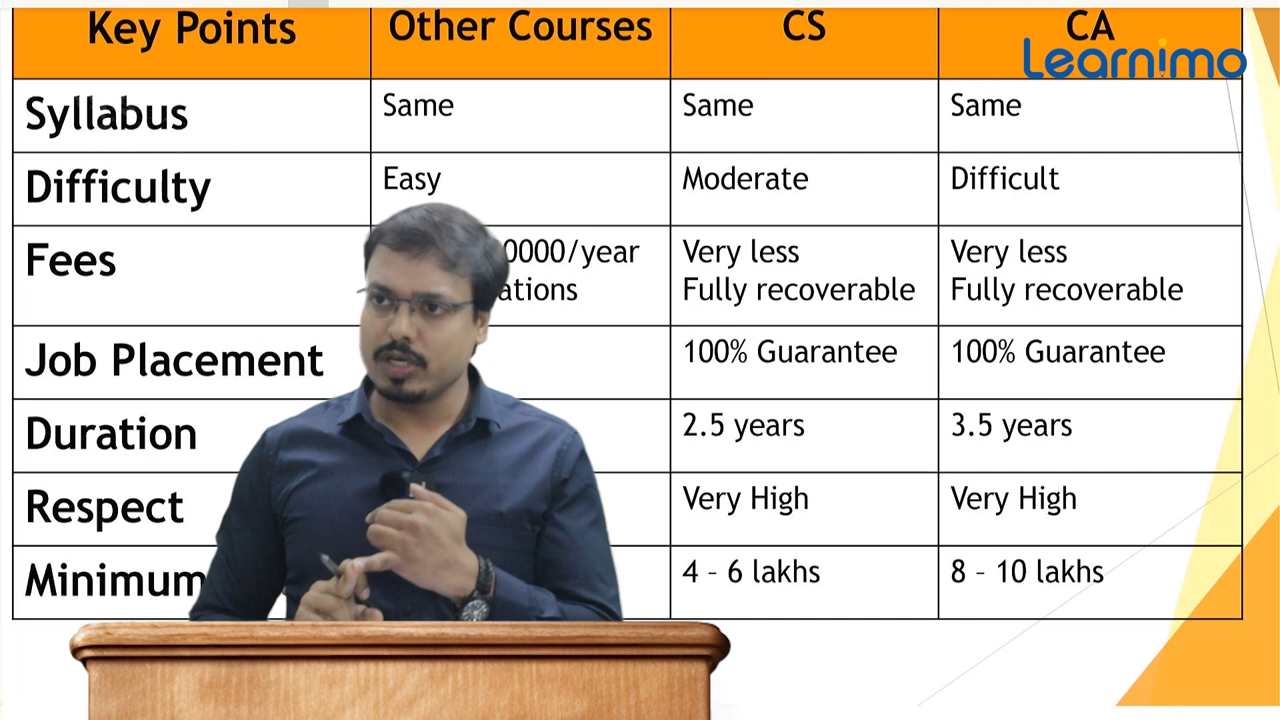 Key Points Other Courses CS CA
Learnimo
Syllabus Same Same Same
Difficulty Easy Moderate Difficult
Fees 0000/year Very less Very less
Fully recoverable Fully recoverable
Job Placement 100% Guarantee 100% Guarantee
Duration 2.5 years 3.5 years
Respect Very High Very High
Minimum 4 – 6 lakhs 8 – 10 lakhs